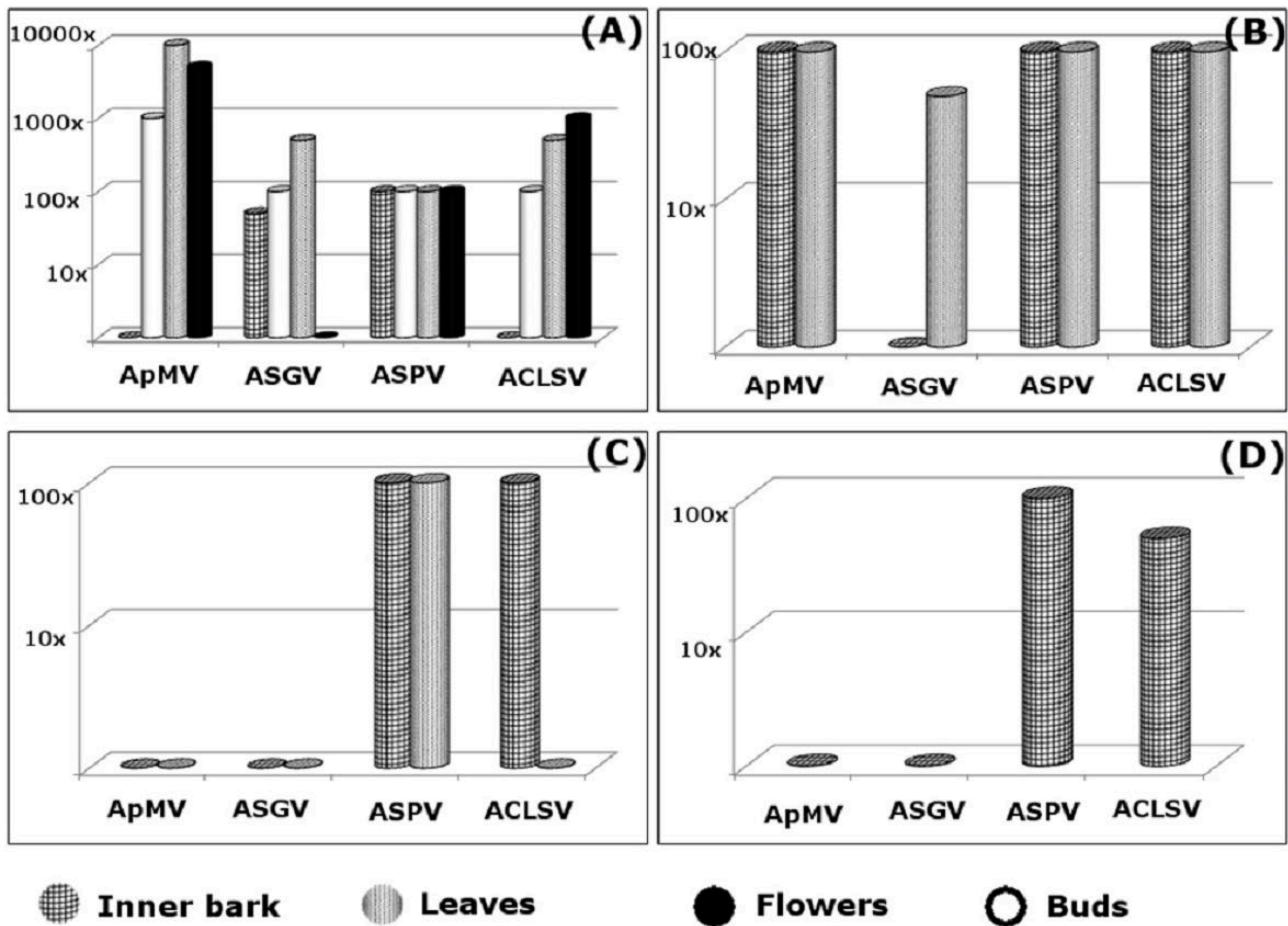 (A)
10000x
1000x
100x
10x
ApMV ASGV ASPV ACLSV
(B)
100x
10x
ApMV ASGV ASPV ACLSV
(C)
100x
10x
ApMV ASGV ASPV ACLSV
(D)
100x
10x
ApMV ASGV ASPV ACLSV
Inner bark Leaves Flowers Buds